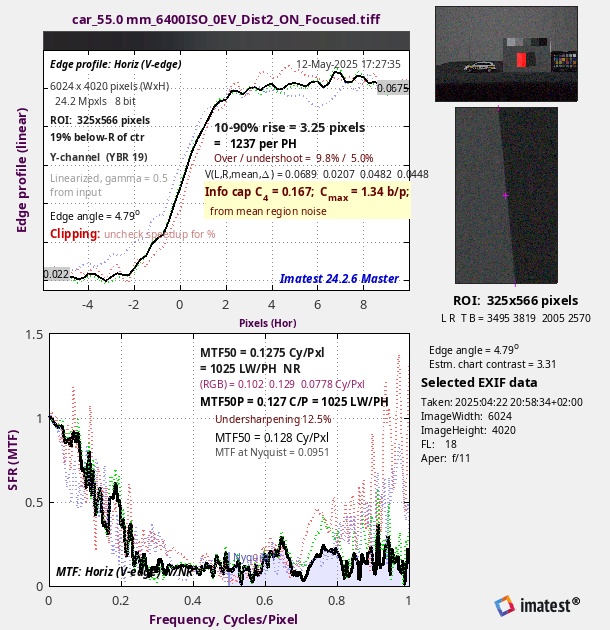 car_55.0 mm_6400ISO_0EV_Dist2_ON_Focused.tiff
Edge profile: Horiz (V-edge)
12-May-2025 17:27:35
6024 x 4020 pixels (WxH)
24.2 Mpxls 8 bit
0.0675
ROI: 325x566 pixels
19% below-R of ctr
10-90% rise = 3.25 pixels
= 1237 per PH
Y-channel (YBR 19)
Over / undershoot = 9.8% / 5.0%
V(L,R,mean,Δ) = 0.0689 0.0207 0.0482 0.0448
Linearized, gamma = 0.5
from input
Info cap C4 = 0.167; Cmax = 1.34 b/p;
from mean region noise
Edge angle = 4.79o
Clipping: uncheck speedup for %
0.022
Imatest 24.2.6 Master
Edge profile (linear)
-4 -2 0 2 4 6 8
Pixels (Hor)
ROI: 325x566 pixels
L R T B = 3495 3819 2005 2570
1.5
MTF50 = 0.1275 Cy/Pxl
= 1025 LW/PH NR
(RGB) = 0.102 0.129 0.0778 Cy/Pxl
MTF50P = 0.127 C/P = 1025 LW/PH
Undersharpening 12.5%
MTF50 = 0.128 Cy/Pxl
MTF at Nyquist = 0.0951
1
0.5
0
SFR (MTF)
Nyquist
MTF: Horiz (V-edge) w/NR
0 0.2 0.4 0.6 0.8 1
Frequency, Cycles/Pixel
Edge angle = 4.79o
Estm. chart contrast = 3.31
Selected EXIF data
Taken: 2025:04:22 20:58:34+02:00
ImageWidth: 6024
ImageHeight: 4020
FL: 18
Aper: f/11
imatest®